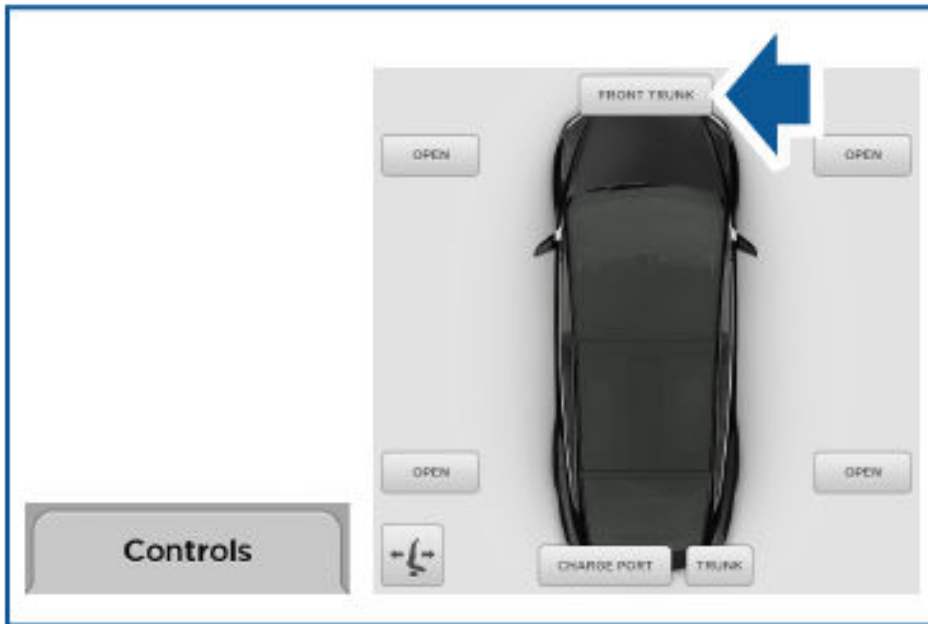 FRONT TRUNK
OPEN
OPEN
OPEN
OPEN
Controls
CHARGE PORT
TRUNK